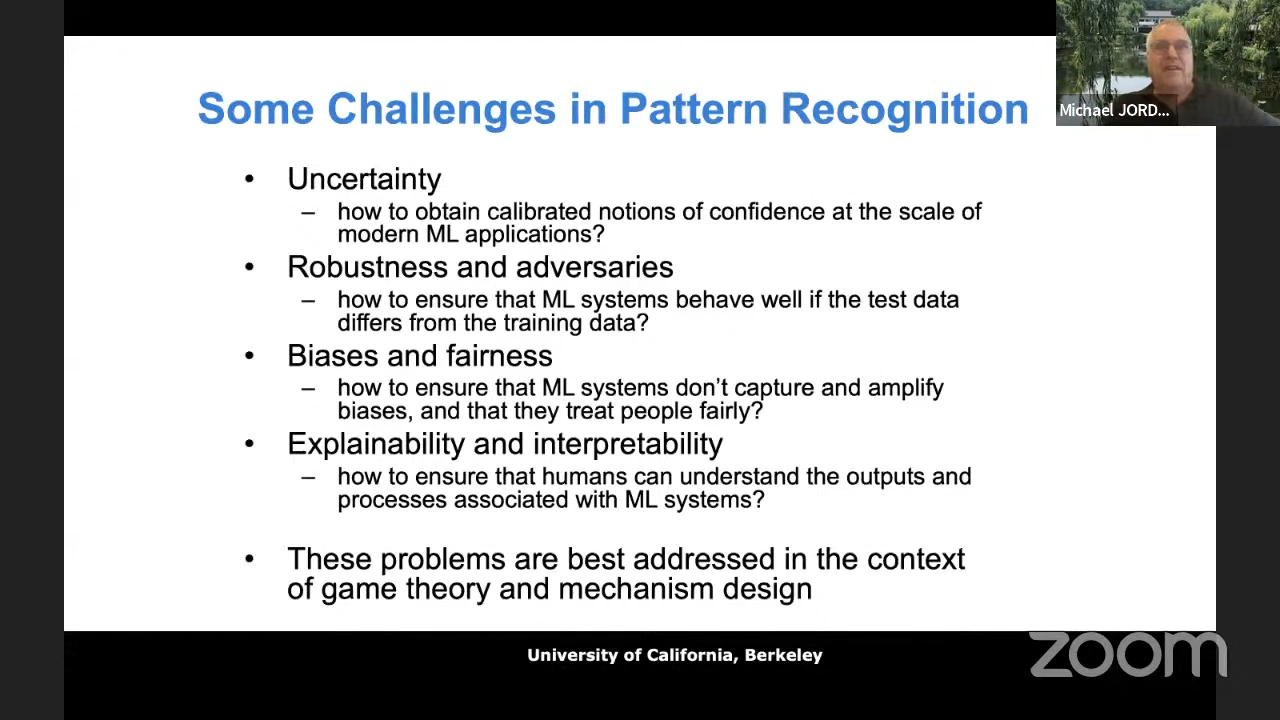 Some Challenges in Pattern Recognition
Michael JORD...
• Uncertainty
– how to obtain calibrated notions of confidence at the scale of
modern ML applications?
• Robustness and adversaries
– how to ensure that ML systems behave well if the test data
differs from the training data?
• Biases and fairness
– how to ensure that ML systems don’t capture and amplify
biases, and that they treat people fairly?
• Explainability and interpretability
– how to ensure that humans can understand the outputs and
processes associated with ML systems?
• These problems are best addressed in the context
of game theory and mechanism design
University of California, Berkeley
zoom